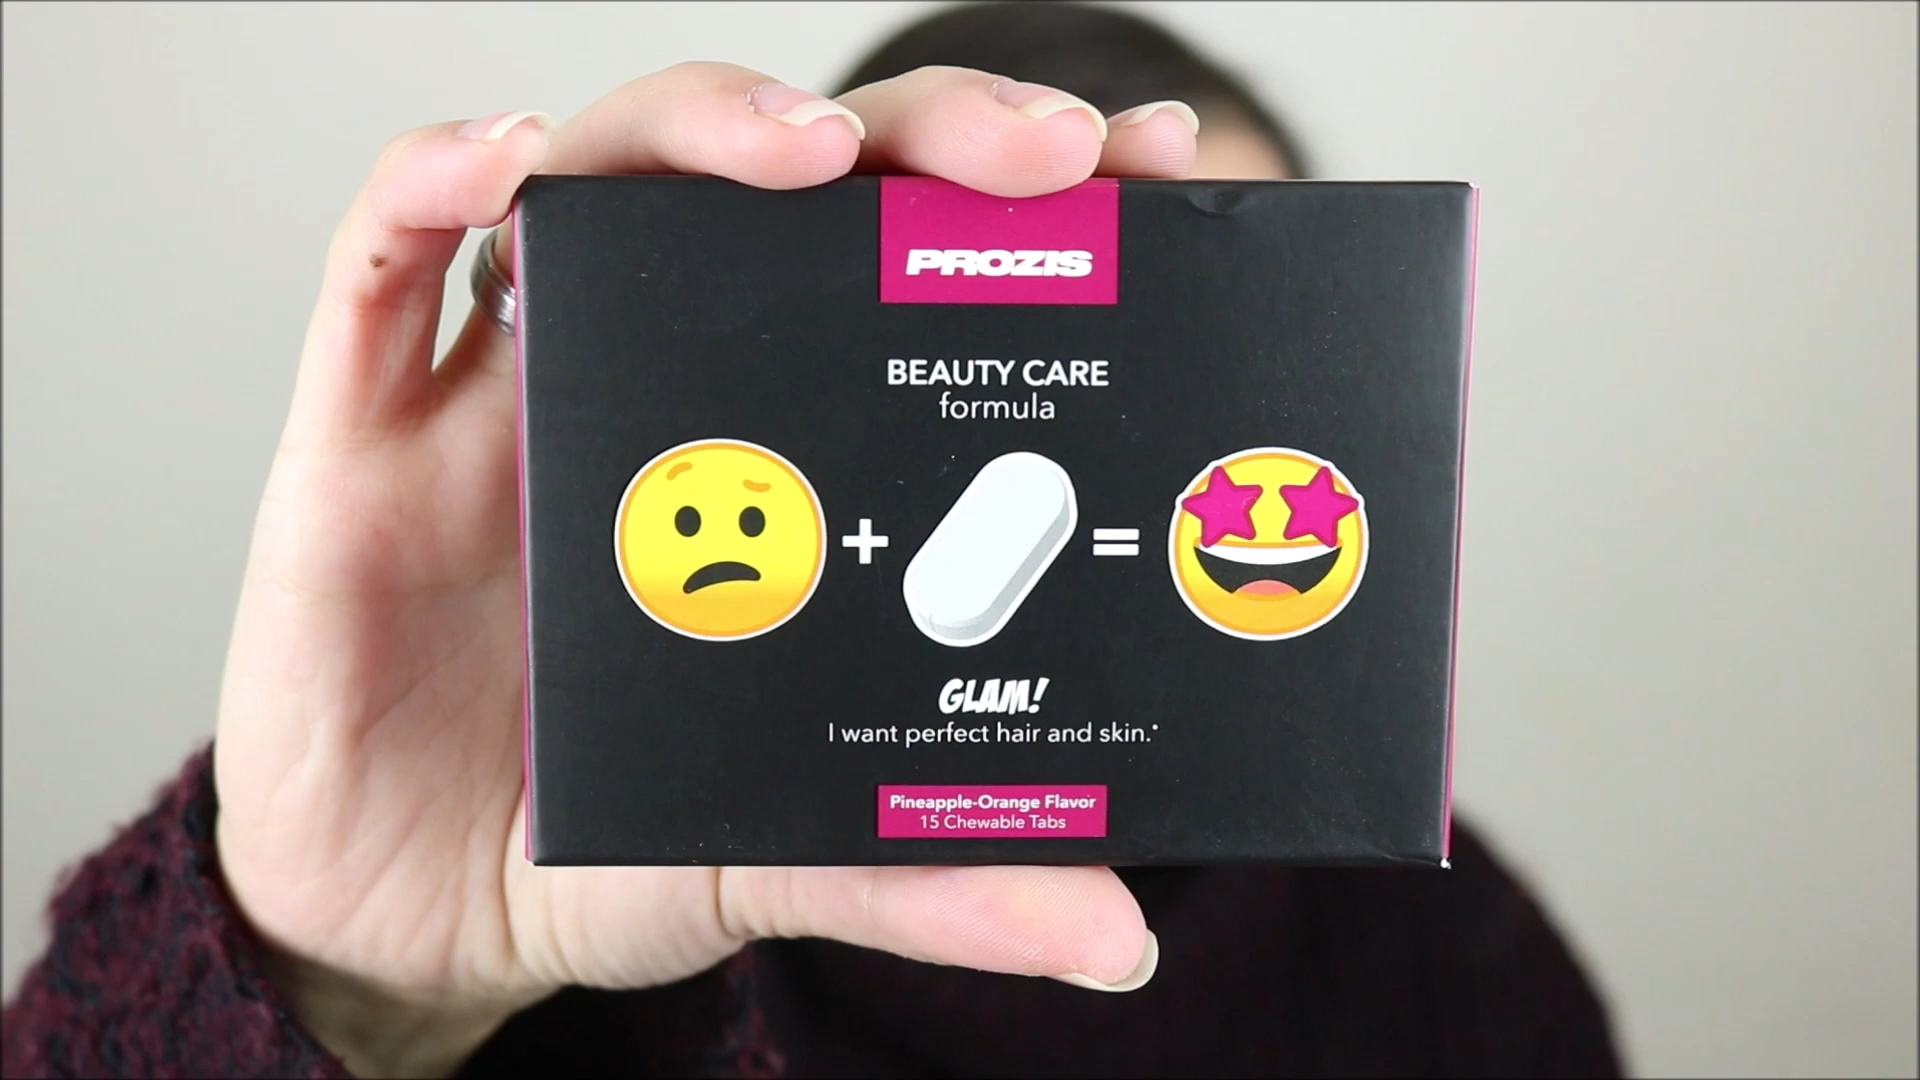 PROZIS
BEAUTY CARE
formula
+
=
GLAM!
I want perfect hair and skin.*
Pineapple-Orange Flavor
15 Chewable Tabs